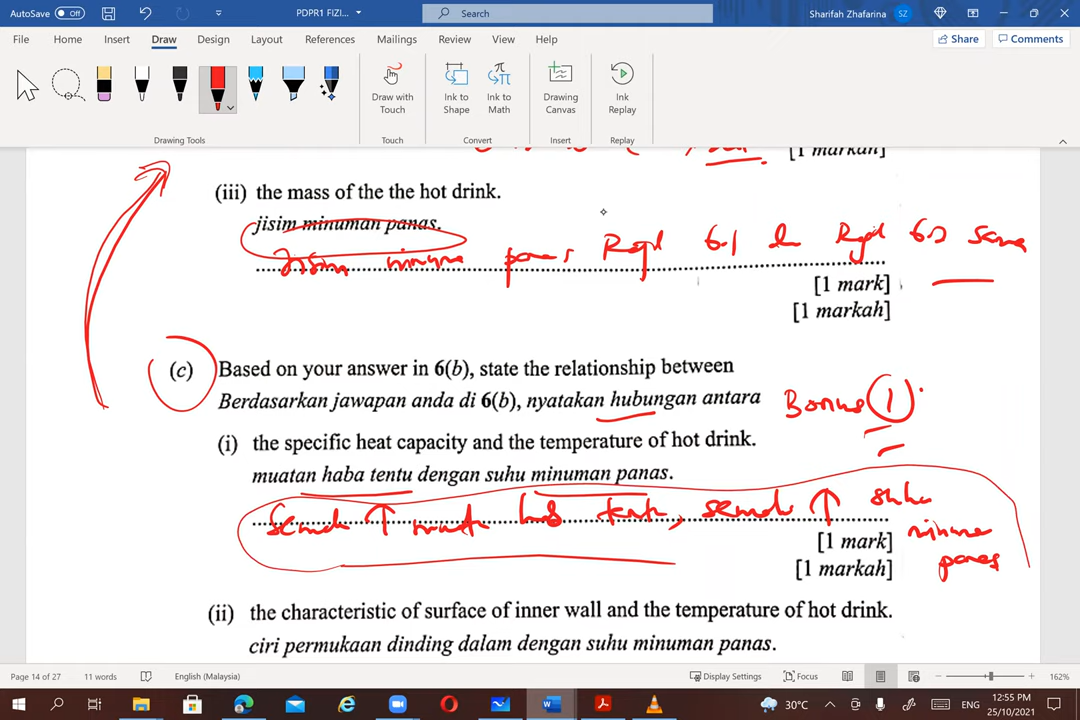 AutoSave Off PDPR1 FIZI... Search Sharifah Zhafarina SZ
File Home Insert Draw Design Layout References Mailings Review View Help Share Comments
Draw with Touch Ink to Shape Ink to Math Drawing Canvas Ink Replay
Drawing Tools Touch Convert Insert Replay
[1 markah]
(iii) the mass of the the hot drink.
jisim minuman panas.
Jisim panas Rajah 6.1 Rajah 6.2 sama
[1 mark]
[1 markah]
(c) Based on your answer in 6(b), state the relationship between
Berdasarkan jawapan anda di 6(b), nyatakan hubungan antara
Bonus 1
(i) the specific heat capacity and the temperature of hot drink.
muatan haba tentu dengan suhu minuman panas.
↑ tentu, ↑ suhu
panas
[1 mark]
[1 markah]
(ii) the characteristic of surface of inner wall and the temperature of hot drink.
ciri permukaan dinding dalam dengan suhu minuman panas.
Page 14 of 27 11 words English (Malaysia) Display Settings Focus 162%
30°C ENG 12:55 PM
25/10/2021